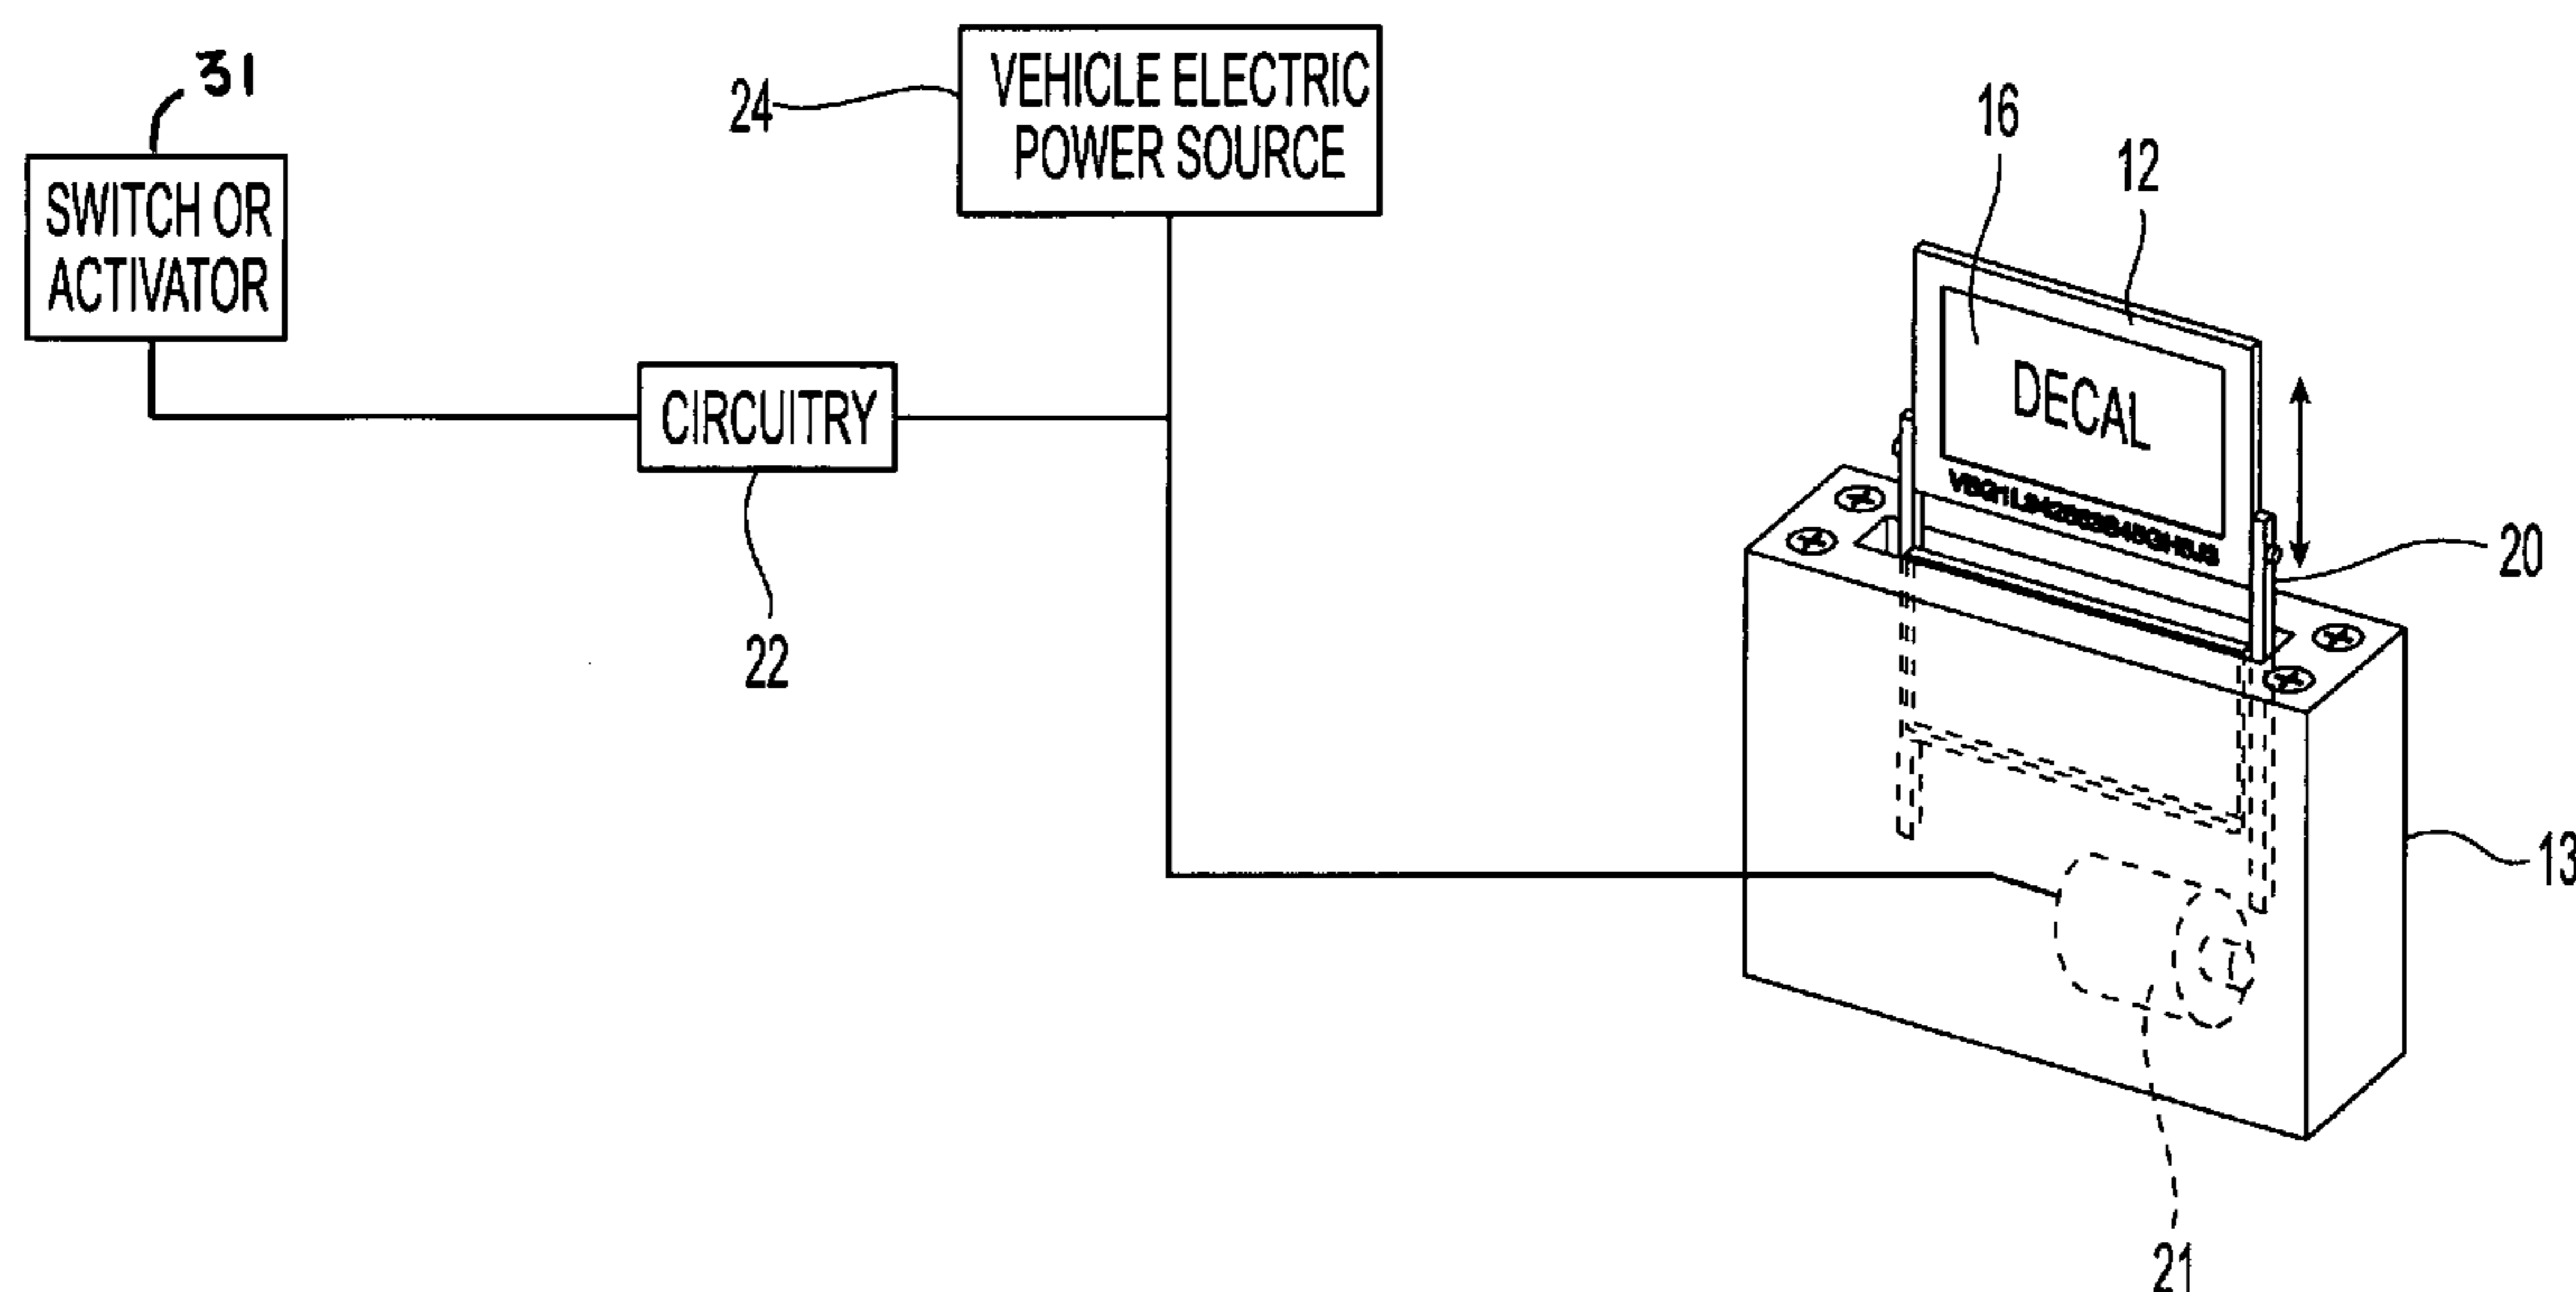 31
SWITCH OR
ACTIVATOR
24
VEHICLE ELECTRIC
POWER SOURCE
CIRCUITRY
22
16
12
DECAL
20
13
21